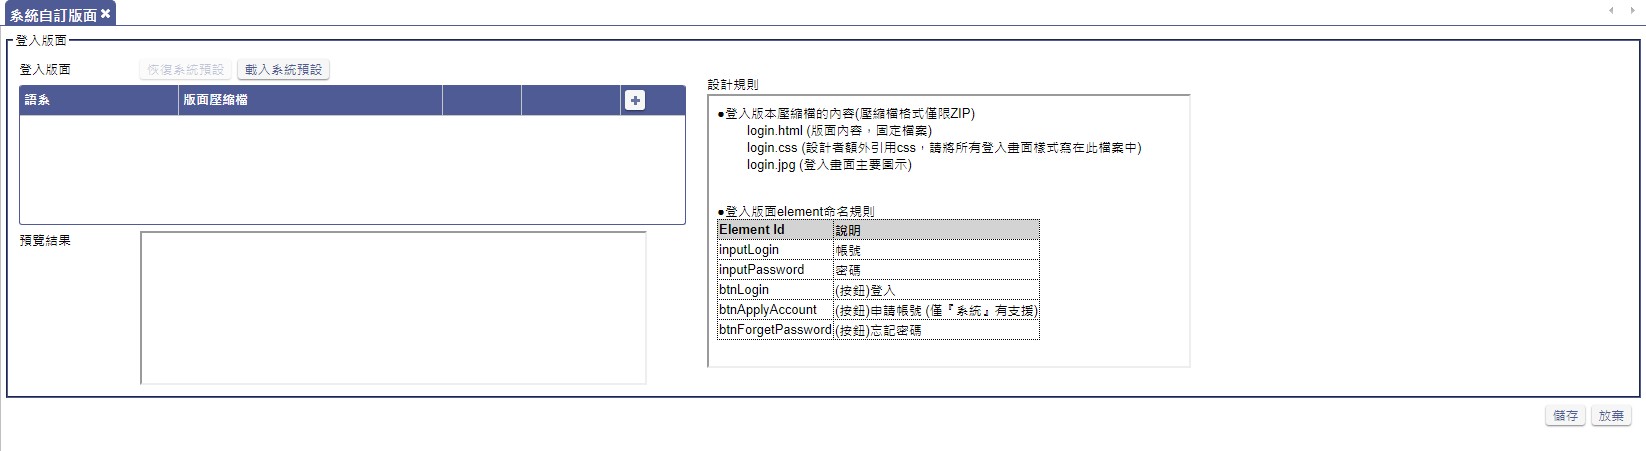 系統自訂版面
登入版面
登入版面
恢復系統預設
載入系統預設
語系 版面壓縮檔
預覽結果
設計規則
●登入版本壓縮檔的內容(壓縮檔格式僅限ZIP)
login.html (版面內容，固定檔案)
login.css (設計者額外引用css，請將所有登入畫面樣式寫在此檔案中)
login.jpg (登入畫面主要圖示)
●登入版面element命名規則
Element Id 說明
inputLogin 帳號
inputPassword 密碼
btnLogin (按鈕)登入
btnApplyAccount (按鈕)申請帳號 (僅『系統』有支援)
btnForgetPassword (按鈕)忘記密碼
儲存 放棄